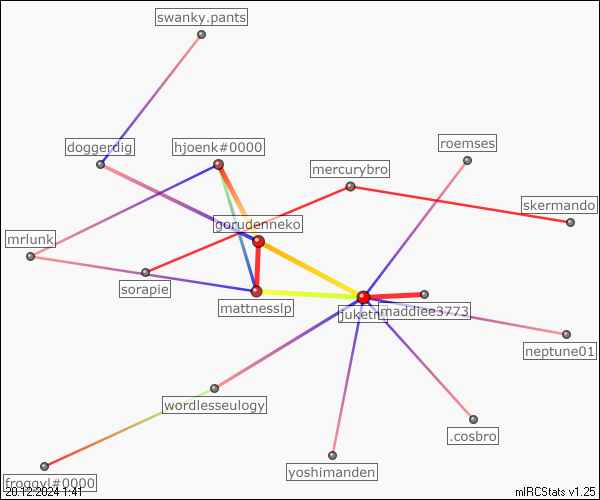 swanky.pants
doggerdig
hjoenk#0000
roemses
mercurybro
skermando
gorudenneko
mrlunk
sorapie
mattnesslp
maddiee3773
neptune01
wordlesseulogy
.cosbro
yoshimanden
froggyl#0000
20.12.2024 1:41
mIRCStats v1.25